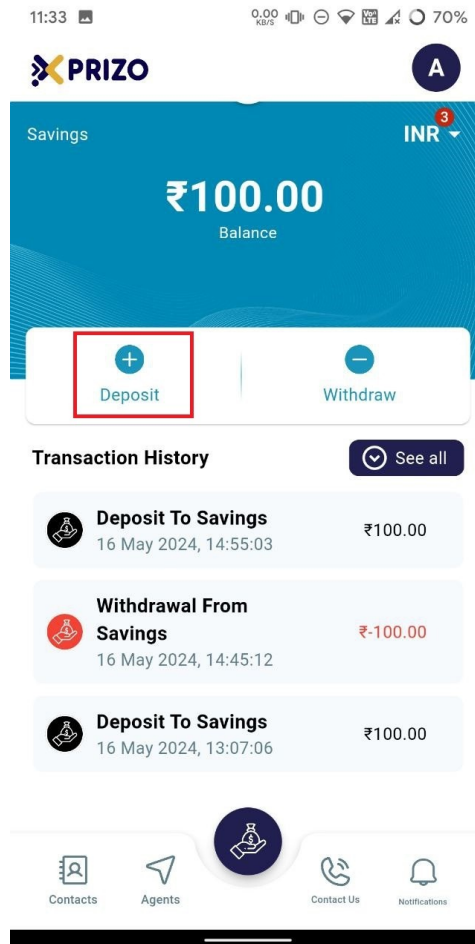 11:33 0.00 KB/S Vo) LTE 70%
PRIZO
A
Savings
INR 3
₹100.00
Balance
Deposit
Withdraw
Transaction History
See all
Deposit To Savings
16 May 2024, 14:55:03
₹100.00
Withdrawal From
Savings
16 May 2024, 14:45:12
₹-100.00
Deposit To Savings
16 May 2024, 13:07:06
₹100.00
Contacts
Agents
Contact Us
Notifications